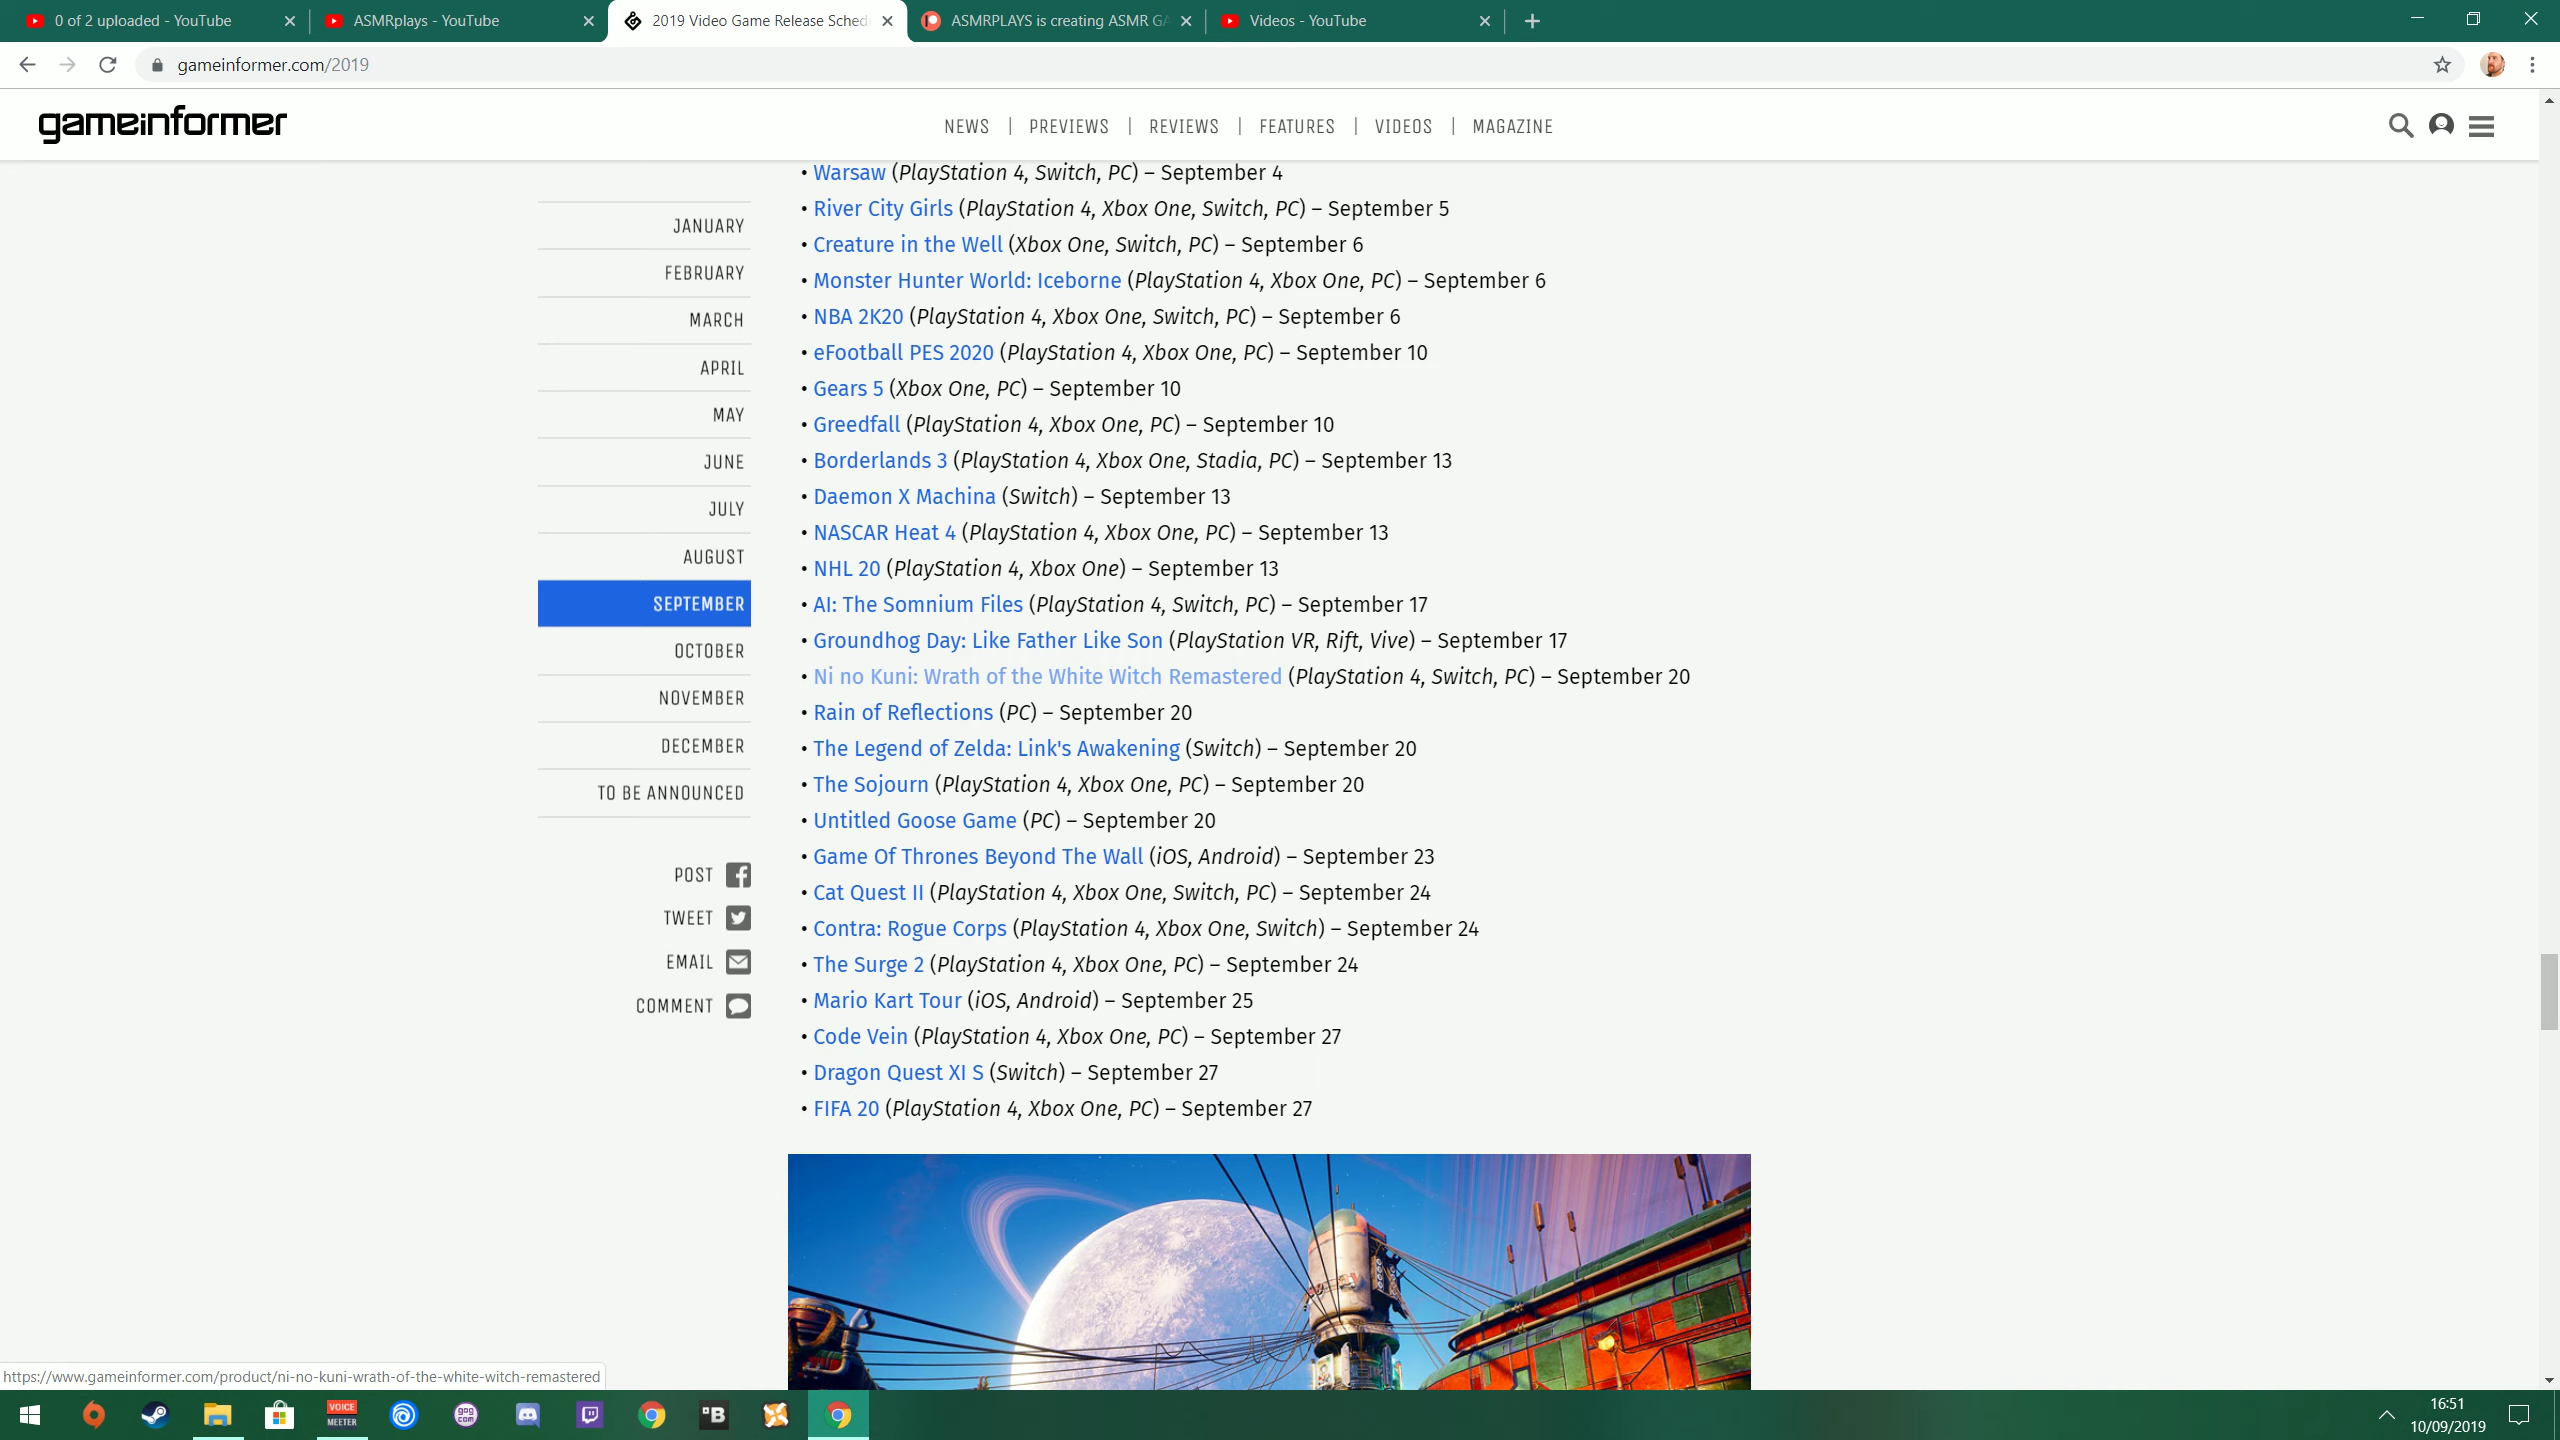 0 of 2 uploaded - YouTube
ASMRplays - YouTube
2019 Video Game Release Sched
ASMRPLAYS is creating ASMR GA
Videos - YouTube
gameinformer.com/2019
gameinformer
NEWS | PREVIEWS | REVIEWS | FEATURES | VIDEOS | MAGAZINE
JANUARY
FEBRUARY
MARCH
APRIL
MAY
JUNE
JULY
AUGUST
SEPTEMBER
OCTOBER
NOVEMBER
DECEMBER
TO BE ANNOUNCED
POST
TWEET
EMAIL
COMMENT
• Warsaw (PlayStation 4, Switch, PC) – September 4
• River City Girls (PlayStation 4, Xbox One, Switch, PC) – September 5
• Creature in the Well (Xbox One, Switch, PC) – September 6
• Monster Hunter World: Iceborne (PlayStation 4, Xbox One, PC) – September 6
• NBA 2K20 (PlayStation 4, Xbox One, Switch, PC) – September 6
• eFootball PES 2020 (PlayStation 4, Xbox One, PC) – September 10
• Gears 5 (Xbox One, PC) – September 10
• Greedfall (PlayStation 4, Xbox One, PC) – September 10
• Borderlands 3 (PlayStation 4, Xbox One, Stadia, PC) – September 13
• Daemon X Machina (Switch) – September 13
• NASCAR Heat 4 (PlayStation 4, Xbox One, PC) – September 13
• NHL 20 (PlayStation 4, Xbox One) – September 13
• AI: The Somnium Files (PlayStation 4, Switch, PC) – September 17
• Groundhog Day: Like Father Like Son (PlayStation VR, Rift, Vive) – September 17
• Ni no Kuni: Wrath of the White Witch Remastered (PlayStation 4, Switch, PC) – September 20
• Rain of Reflections (PC) – September 20
• The Legend of Zelda: Link's Awakening (Switch) – September 20
• The Sojourn (PlayStation 4, Xbox One, PC) – September 20
• Untitled Goose Game (PC) – September 20
• Game Of Thrones Beyond The Wall (iOS, Android) – September 23
• Cat Quest II (PlayStation 4, Xbox One, Switch, PC) – September 24
• Contra: Rogue Corps (PlayStation 4, Xbox One, Switch) – September 24
• The Surge 2 (PlayStation 4, Xbox One, PC) – September 24
• Mario Kart Tour (iOS, Android) – September 25
• Code Vein (PlayStation 4, Xbox One, PC) – September 27
• Dragon Quest XI S (Switch) – September 27
• FIFA 20 (PlayStation 4, Xbox One, PC) – September 27
https://www.gameinformer.com/product/ni-no-kuni-wrath-of-the-white-witch-remastered
VOICE
MEETER
gog
com
B
16:51
10/09/2019